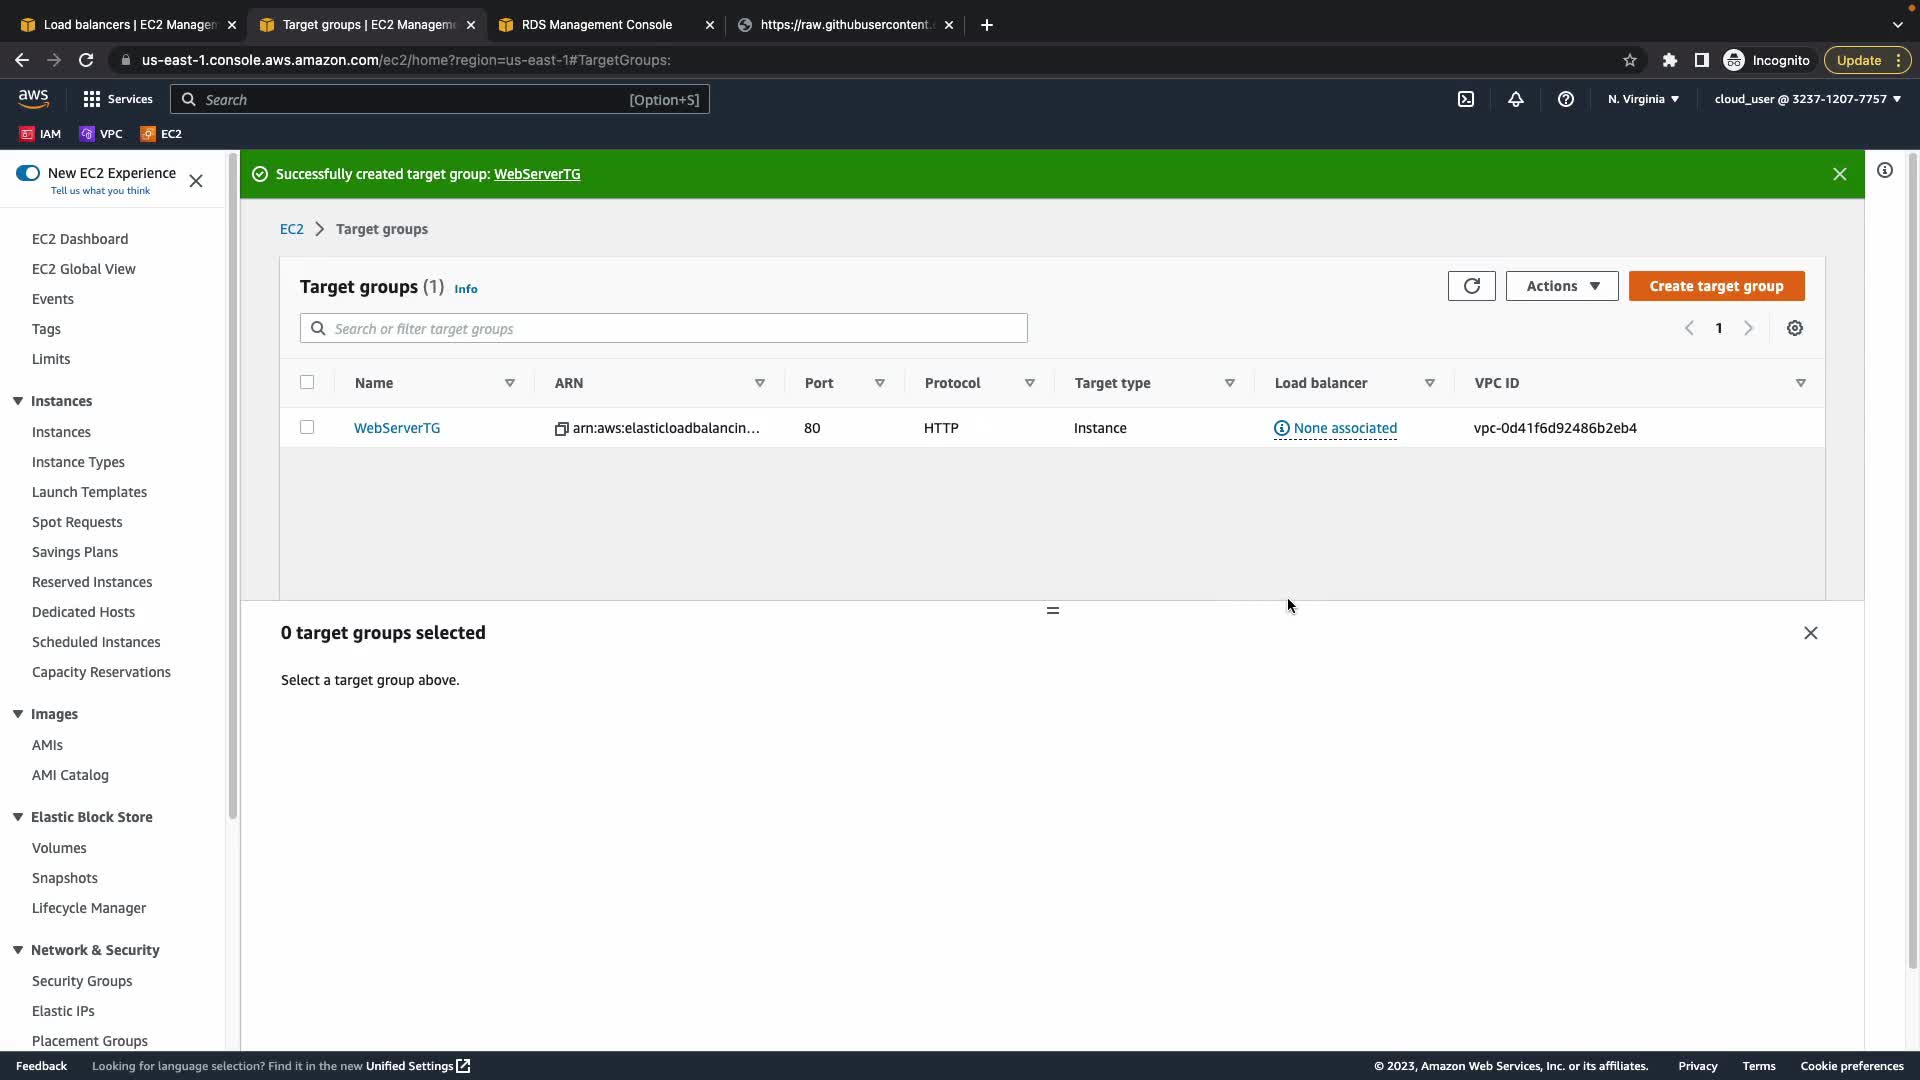 Load balancers | EC2 Managem
Target groups | EC2 Manageme
RDS Management Console
https://raw.githubusercontent.
us-east-1.console.aws.amazon.com/ec2/home?region=us-east-1#TargetGroups:
Incognito
Update
aws
Services
Search
[Option+S]
N. Virginia
cloud_user @ 3237-1207-7757
IAM
VPC
EC2
New EC2 Experience
Tell us what you think
EC2 Dashboard
EC2 Global View
Events
Tags
Limits
Instances
Instances
Instance Types
Launch Templates
Spot Requests
Savings Plans
Reserved Instances
Dedicated Hosts
Scheduled Instances
Capacity Reservations
Images
AMIs
AMI Catalog
Elastic Block Store
Volumes
Snapshots
Lifecycle Manager
Network & Security
Security Groups
Elastic IPs
Placement Groups
Successfully created target group: WebServerTG
EC2 > Target groups
Target groups (1) Info
Actions
Create target group
Search or filter target groups
1
Name ARN Port Protocol Target type Load balancer VPC ID
WebServerTG arn:aws:elasticloadbalancin... 80 HTTP Instance None associated vpc-0d41f6d92486b2eb4
0 target groups selected
Select a target group above.
Feedback
Looking for language selection? Find it in the new Unified Settings
© 2023, Amazon Web Services, Inc. or its affiliates.
Privacy
Terms
Cookie preferences